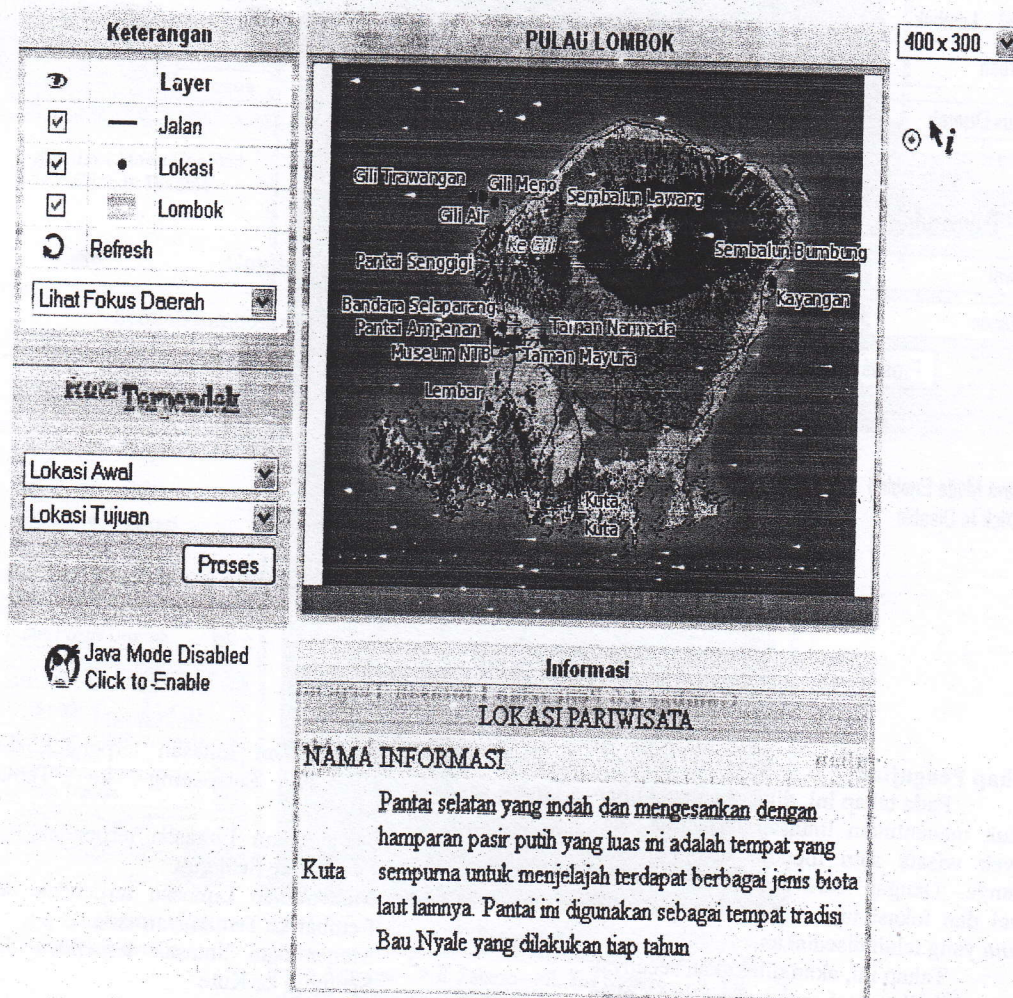 Keterangan
Layer
Jalan
Lokasi
Lombok
Refresh
Lihat Fokus Daerah
Rute Terpendek
Lokasi Awal
Lokasi Tujuan
Proses
Java Mode Disabled
Click to Enable
PULAU LOMBOK
Gili Trawangan
Gili Meno
Sembalun Lawang
Gili Air
Ke Gili
Sembalun Bumbung
Pantai Senggigi
Kayangan
Bandara Selaparang
Pantai Ampenan
Taman Narmada
Museum NTB
Taman Mayura
Lembar
Kuta
Kuta
400 x 300
i
Informasi
LOKASI PARIWISATA
NAMA INFORMASI
Pantai selatan yang indah dan mengesankan dengan
hamparan pasir putih yang luas ini adalah tempat yang
Kuta sempurna untuk menjelajah terdapat berbagai jenis biota
laut lainnya. Pantai ini digunakan sebagai tempat tradisi
Bau Nyale yang dilakukan tiap tahun